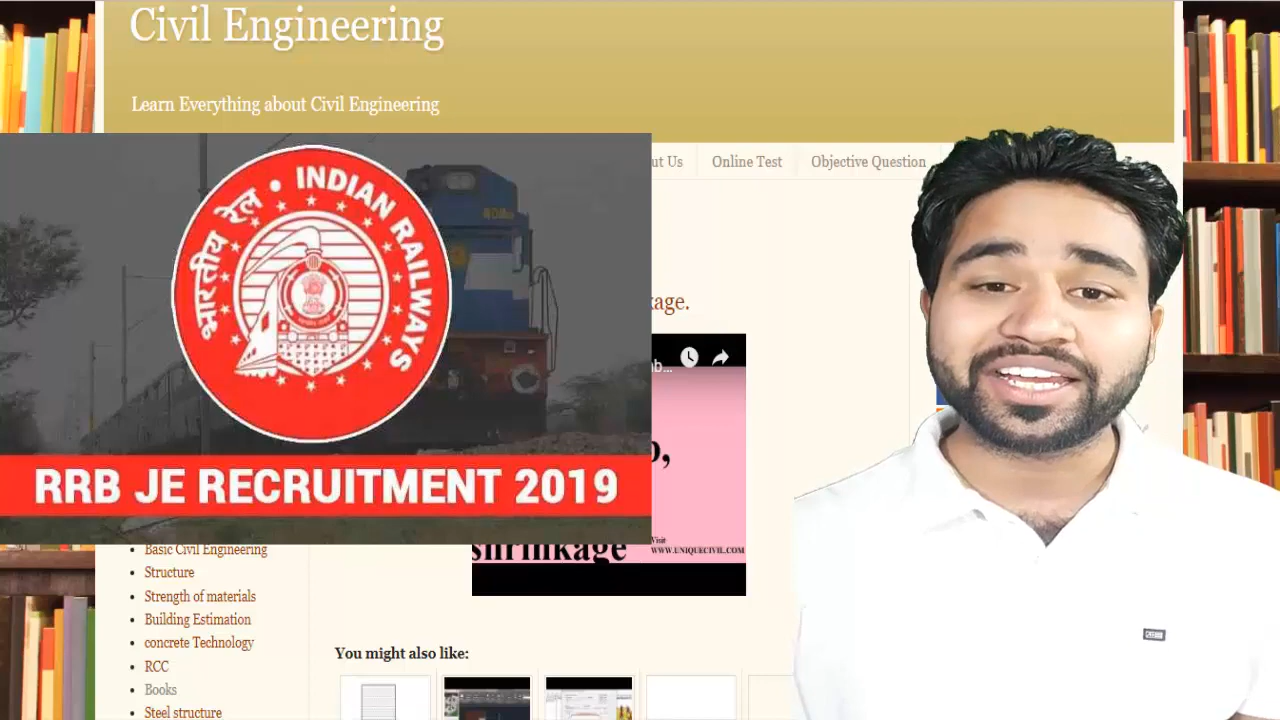 Civil Engineering
Learn Everything about Civil Engineering
ut Us
Online Test
Objective Question
भारतीय रेल • INDIAN RAILWAYS
kage.
RRB JE RECRUITMENT 2019
shrinkage
Visit
WWW.UNIQUECIVIL.COM
Basic Civil Engineering
Structure
Strength of materials
Building Estimation
concrete Technology
RCC
Books
Steel structure
You might also like: